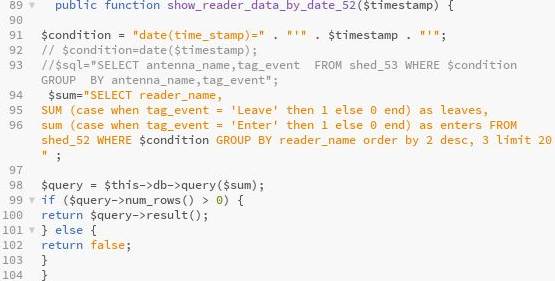 89 public function show_reader_data_by_date_52($timestamp) {
90
91 $condition = "date(time_stamp)=" . "'" . $timestamp . "'";
92 // $condition=date($timestamp);
93 //$sql="SELECT antenna_name,tag_event  FROM shed_53 WHERE $condition
GROUP  BY antenna_name,tag_event";
94 $sum="SELECT reader_name,
95 SUM (case when tag_event = 'Leave' then 1 else 0 end) as leaves,
96 sum (case when tag_event = 'Enter' then 1 else 0 end) as enters FROM
shed_52 WHERE $condition GROUP BY reader_name order by 2 desc, 3 limit 20
" ;
97
98 $query = $this->db->query($sum);
99 if ($query->num_rows() > 0) {
100 return $query->result();
101 } else {
102 return false;
103 }
104 }